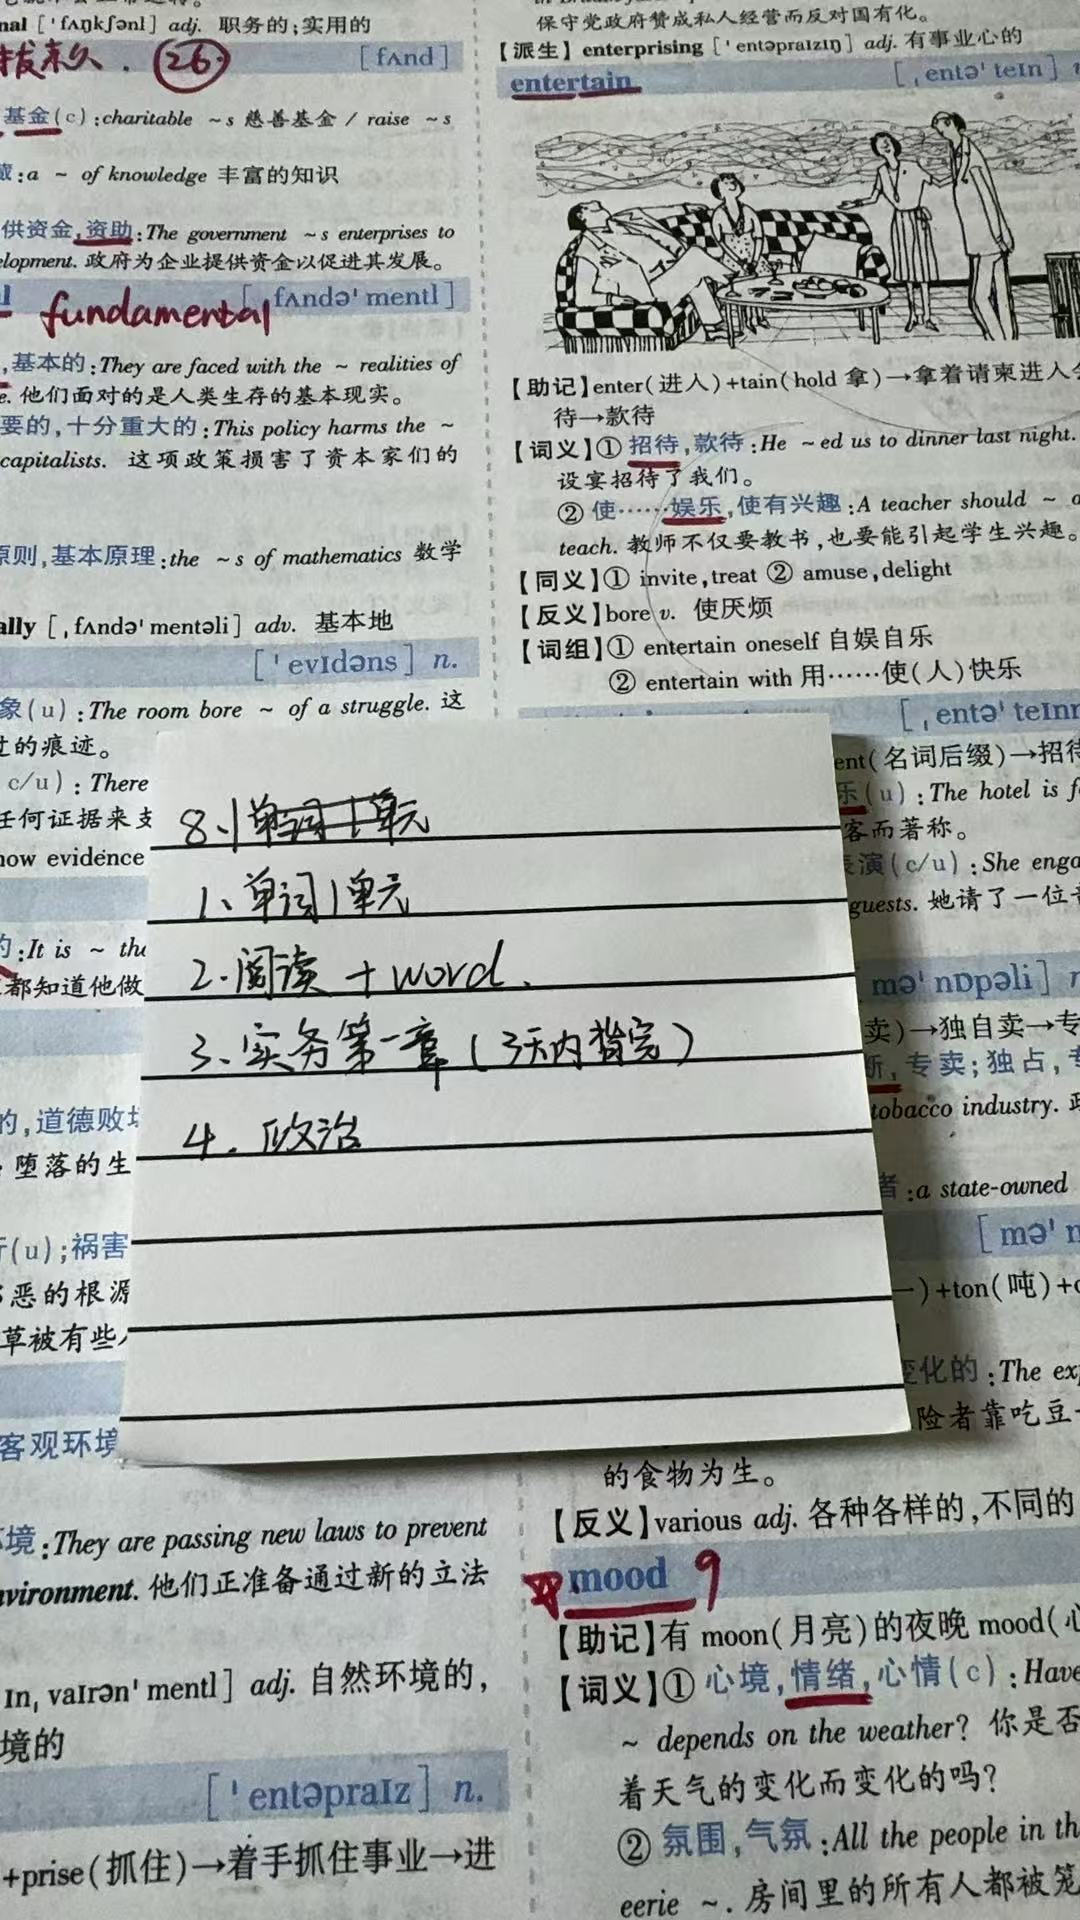 nal [ˈfʌŋkʃənl] adj. 职务的;实用的
拔来久. 26.
[fʌnd]
基金(c):charitable ~s 慈善基金 / raise ~s
藏:a ~ of knowledge 丰富的知识
供资金,资助:The government ~s enterprises to
elopment. 政府为企业提供资金以促进其发展。
al fundamental [ˌfʌndəˈmentl]
,基本的:They are faced with the ~ realities of
e. 他们面对的是人类生存的基本现实。
要的,十分重大的:This policy harms the ~
capitalists. 这项政策损害了资本家们的
原则,基本原理:the ~s of mathematics 数学
ally [ˌfʌndəˈmentəli] adv. 基本地
[ˈevɪdəns] n.
象(u):The room bore ~ of a struggle. 这
过的痕迹。
c/u):There
任何证据来支
now evidence
的:It is ~ tha
都知道他做
的,道德败坏
堕落的生
行(u);祸害
恶的根源
草被有些人
客观环境
环境:They are passing new laws to prevent
nvironment. 他们正准备通过新的立法
ɪnˌvaɪrənˈmentl] adj. 自然环境的,
境的
[ˈentəpraɪz] n.
+prise(抓住)→着手抓住事业→进
保守党政府赞成私人经营而反对国有化。
【派生】enterprising [ˈentəpraɪzɪŋ] adj. 有事业心的
entertain [ˌentəˈteɪn]
【助记】enter(进入)+tain(hold 拿)→拿着请柬进入会
待→款待
【词义】① 招待,款待:He ~ed us to dinner last night.
设宴招待了我们。
② 使……娱乐,使有兴趣:A teacher should ~ a
teach. 教师不仅要教书,也要能引起学生兴趣。
【同义】① invite,treat ② amuse,delight
【反义】bore v. 使厌烦
【词组】① entertain oneself 自娱自乐
② entertain with 用……使(人)快乐
[ˌentəˈteɪnm
ent(名词后缀)→招待
乐(u):The hotel is f
客而著称。
表演(c/u):She enga
guests. 她请了一位
məˈnɒpəli] n
卖)→独自卖→专
断,专卖;独占,专
tobacco industry. 政
者:a state-owned
[məˈn
一)+ton(吨)+
变化的:The exp
险者靠吃豆
的食物为生。
【反义】various adj. 各种各样的,不同的
mood 9
【助记】有 moon(月亮)的夜晚 mood(心
【词义】① 心境,情绪,心情(c):Have
~ depends on the weather? 你是否
着天气的变化而变化的吗?
② 氛围,气氛:All the people in th
eerie ~. 房间里的所有人都被笼
8.1单词1单元
1、单词1单元
2.阅读 + word.
3、实务第一章(3天内背完)
4. 政治